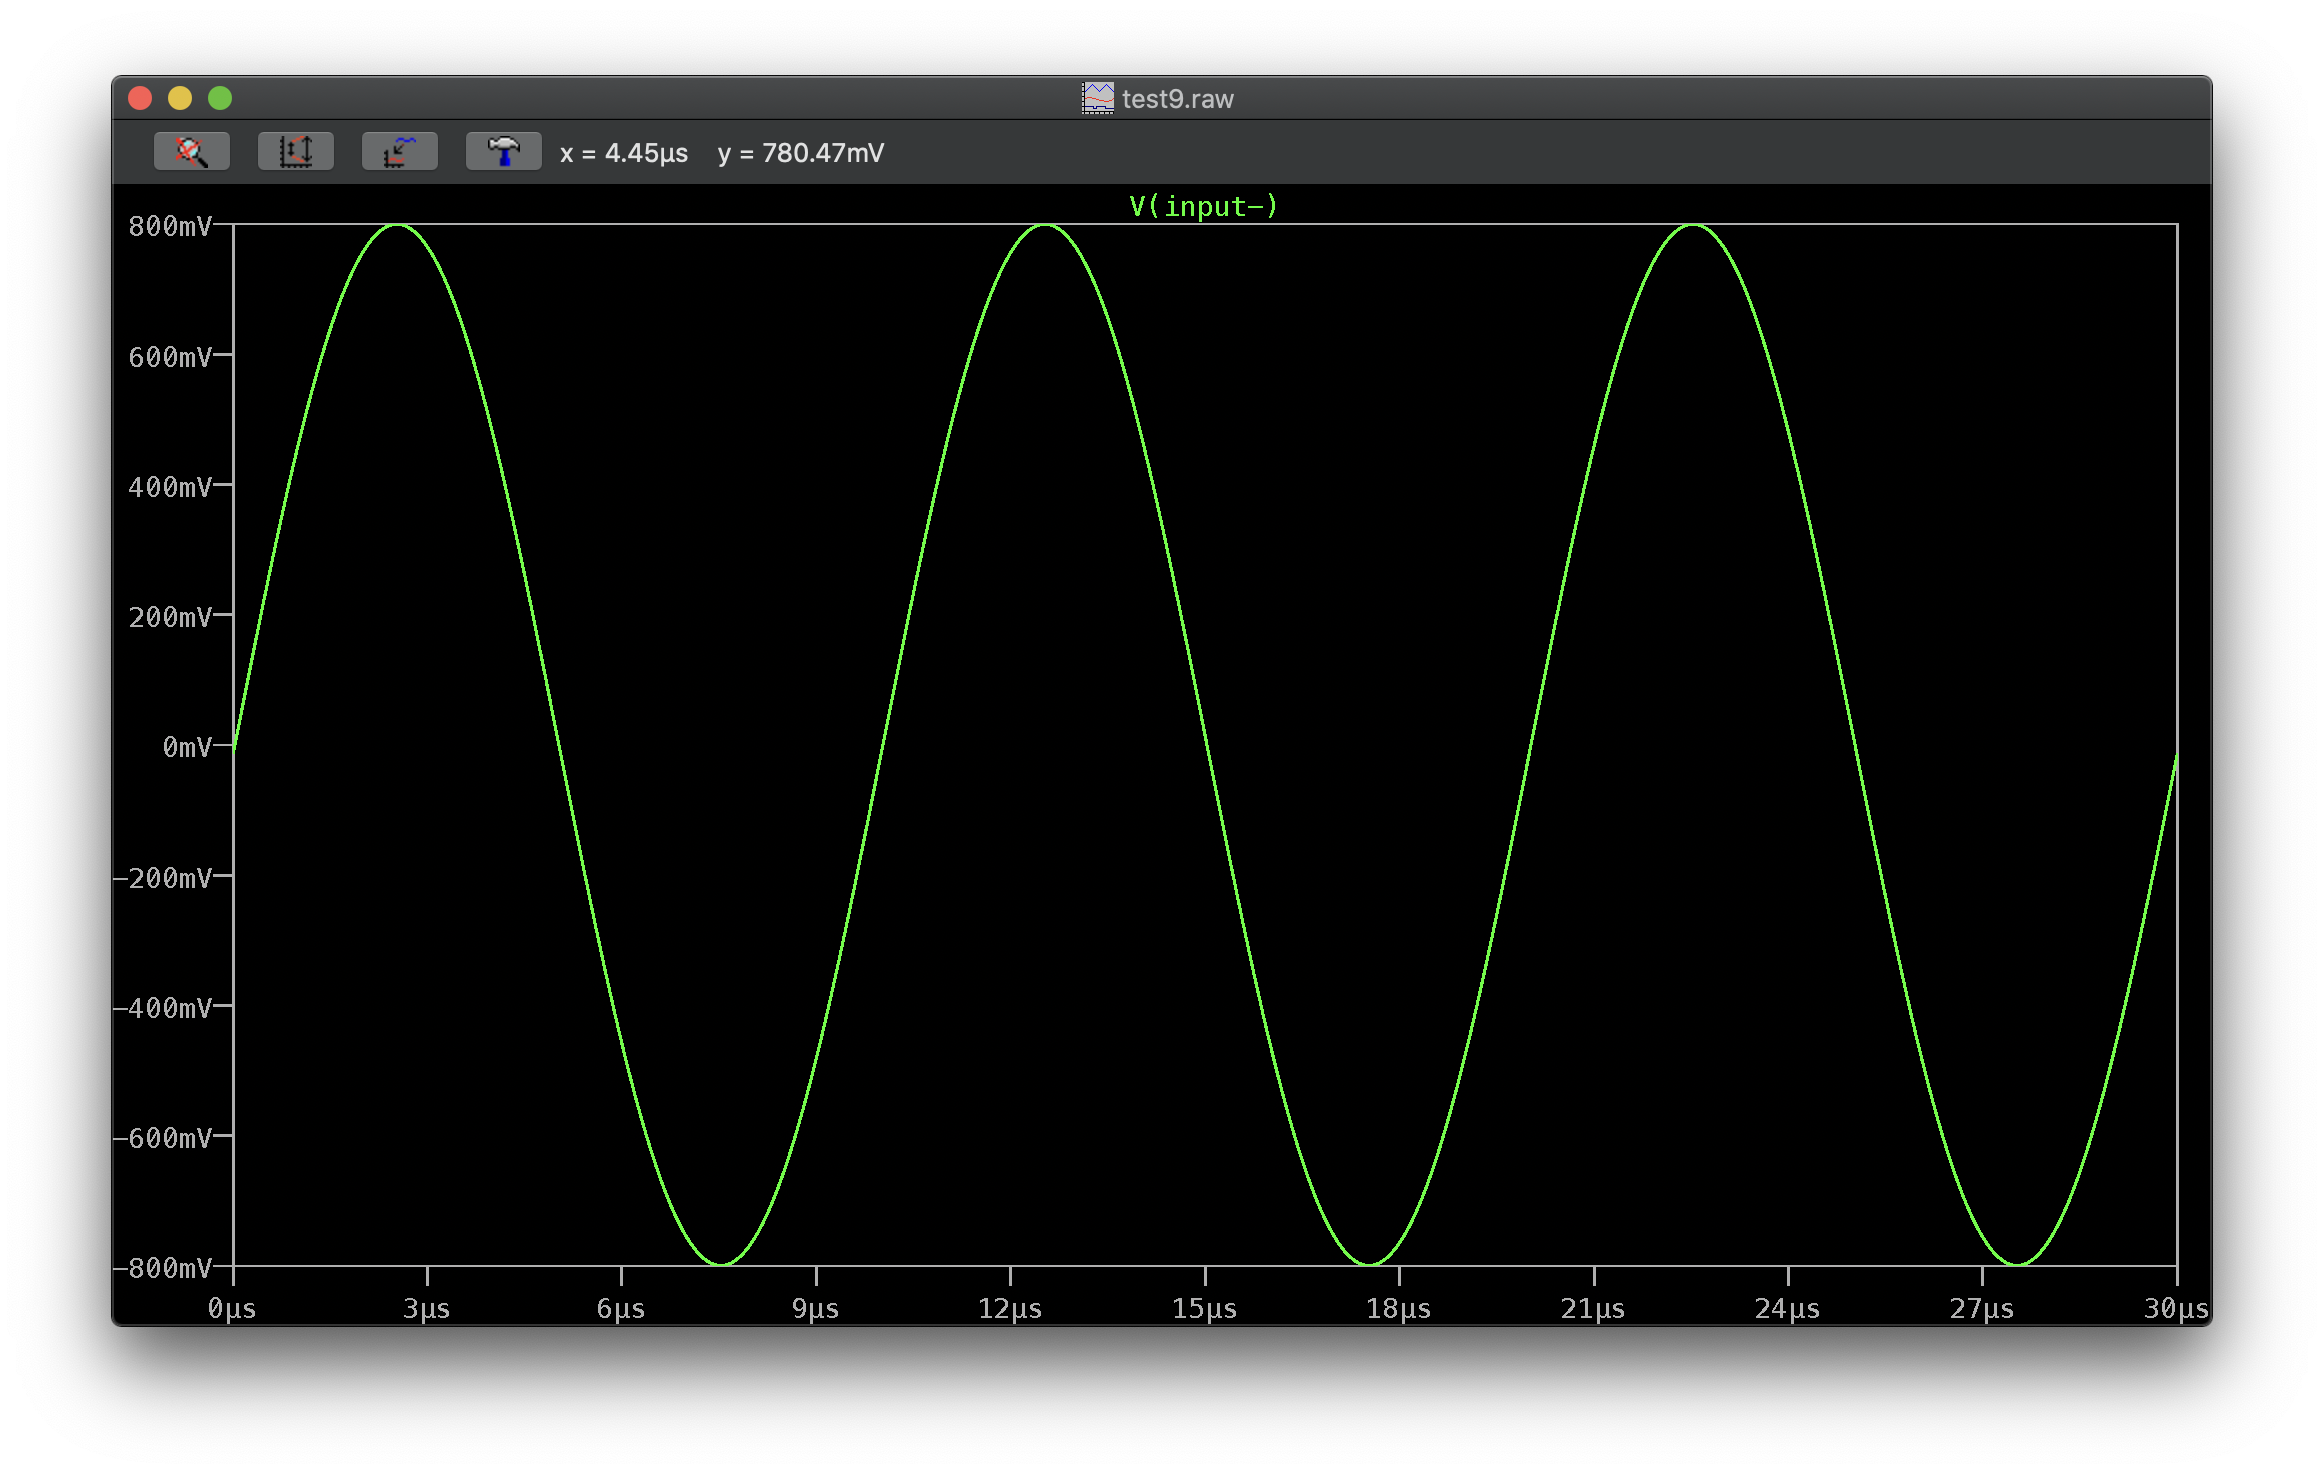 test9.raw
x = 4.45µs y = 780.47mV
V(input−)
800mV
600mV
400mV
200mV
0mV
−200mV
−400mV
−600mV
−800mV
0µs 3µs 6µs 9µs 12µs 15µs 18µs 21µs 24µs 27µs 30µs